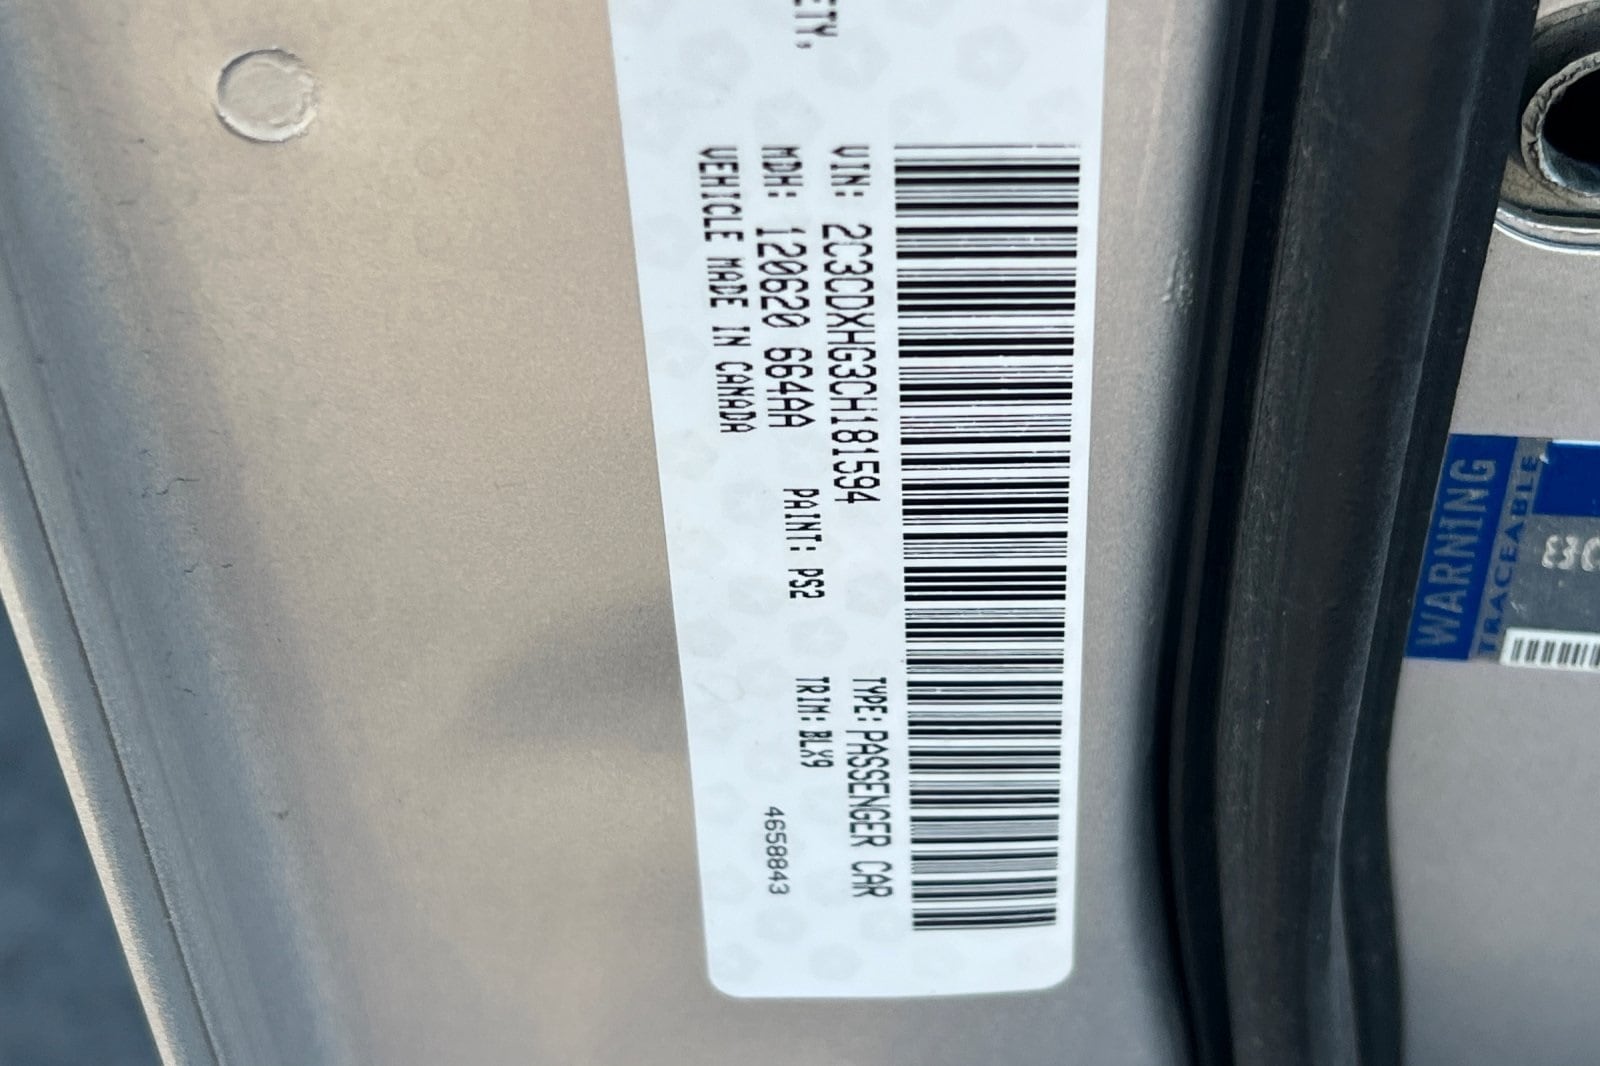 ETY,
VIN: 2C3CDXHG3CH181594 TYPE: PASSENGER CAR
MDH: 120620 664AA PAINT: PS2 TRIM: BLX9
VEHICLE MADE IN CANADA 4658843
WARNING
TRACEABLE